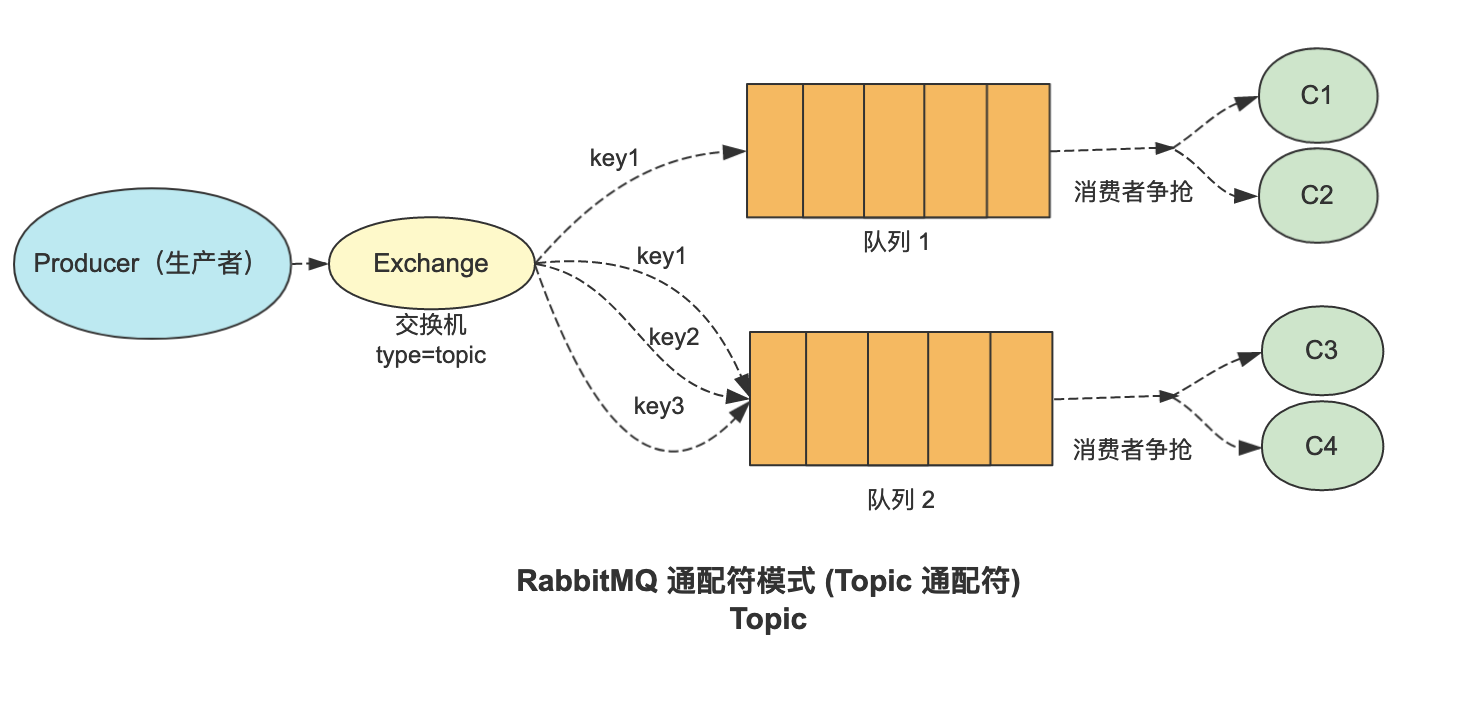 Producer（生产者）
Exchange
交换机
type=topic
key1
key1
key2
key3
队列 1
消费者争抢
C1
C2
队列 2
消费者争抢
C3
C4
RabbitMQ 通配符模式 (Topic 通配符)
Topic